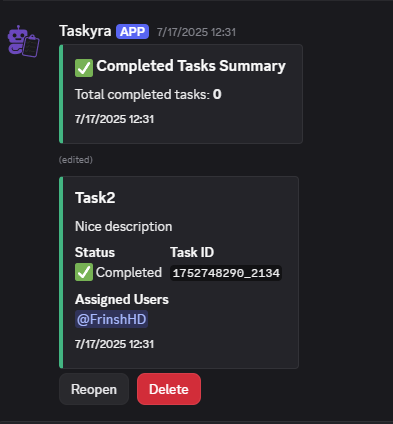 Taskyra APP 7/17/2025 12:31
✅ Completed Tasks Summary
Total completed tasks: 0
7/17/2025 12:31
(edited)
Task2
Nice description
Status Task ID
✅ Completed 1752748290_2134
Assigned Users
@FrinshHD
7/17/2025 12:31
Reopen Delete